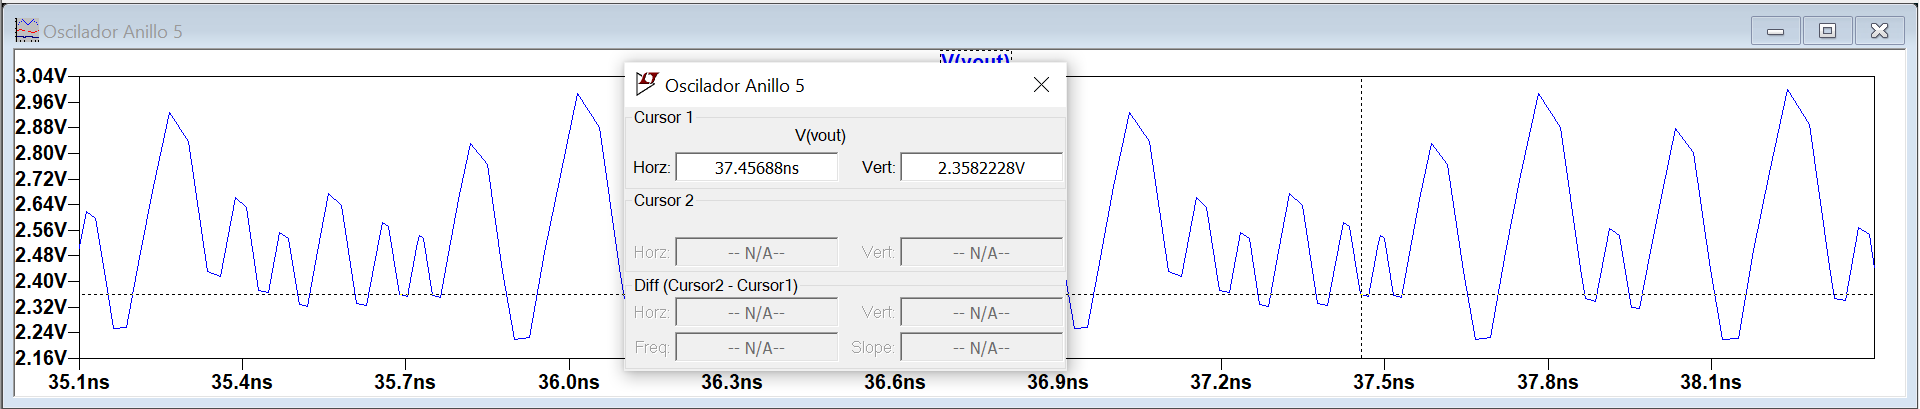 Oscilador Anillo 5
V(vout)
3.04V
2.96V
2.88V
2.80V
2.72V
2.64V
2.56V
2.48V
2.40V
2.32V
2.24V
2.16V
Oscilador Anillo 5
Cursor 1
V(vout)
Horz: 37.45688ns Vert: 2.3582228V
Cursor 2
Horz: -- N/A-- Vert: -- N/A--
Diff (Cursor2 - Cursor1)
Horz: -- N/A-- Vert: -- N/A--
Freq: -- N/A-- Slope: -- N/A--
35.1ns 35.4ns 35.7ns 36.0ns 36.3ns 36.6ns 36.9ns 37.2ns 37.5ns 37.8ns 38.1ns